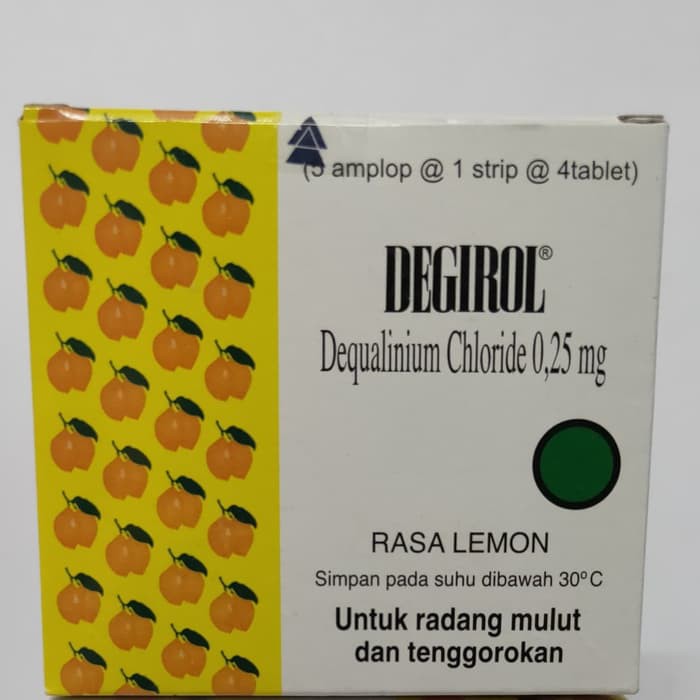 (5 amplop @ 1 strip @ 4tablet)
DEGIROL®
Dequalinium Chloride 0,25 mg
RASA LEMON
Simpan pada suhu dibawah 30°C
Untuk radang mulut
dan tenggorokan